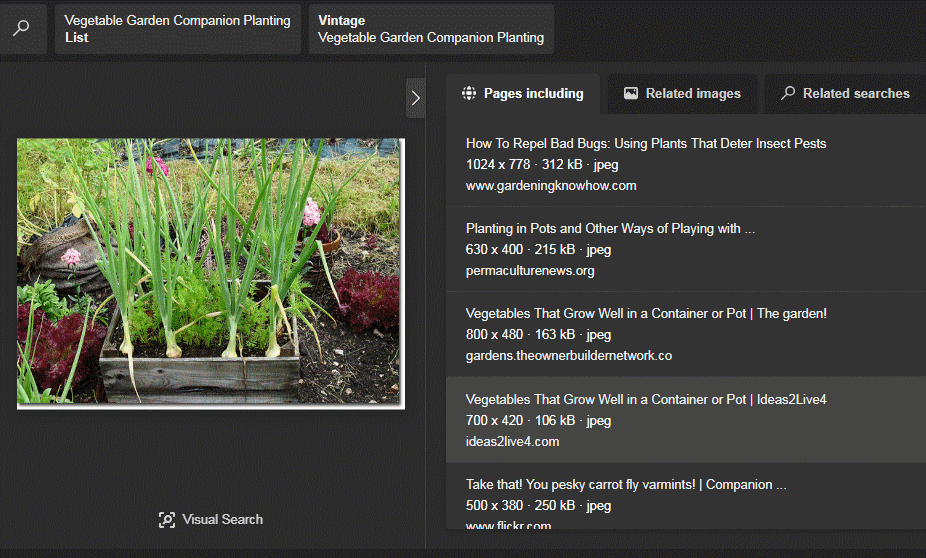 Vegetable Garden Companion Planting
List
Vintage
Vegetable Garden Companion Planting
Pages including
Related images
Related searches
How To Repel Bad Bugs: Using Plants That Deter Insect Pests
1024 x 778 · 312 kB · jpeg
www.gardeningknowhow.com
Planting in Pots and Other Ways of Playing with ...
630 x 400 · 215 kB · jpeg
permaculturenews.org
Vegetables That Grow Well in a Container or Pot | The garden!
800 x 480 · 163 kB · jpeg
gardens.theownerbuildernetwork.co
Vegetables That Grow Well in a Container or Pot | Ideas2Live4
700 x 420 · 106 kB · jpeg
ideas2live4.com
Take that! You pesky carrot fly varmints! | Companion ...
500 x 380 · 250 kB · jpeg
www.flickr.com
Visual Search